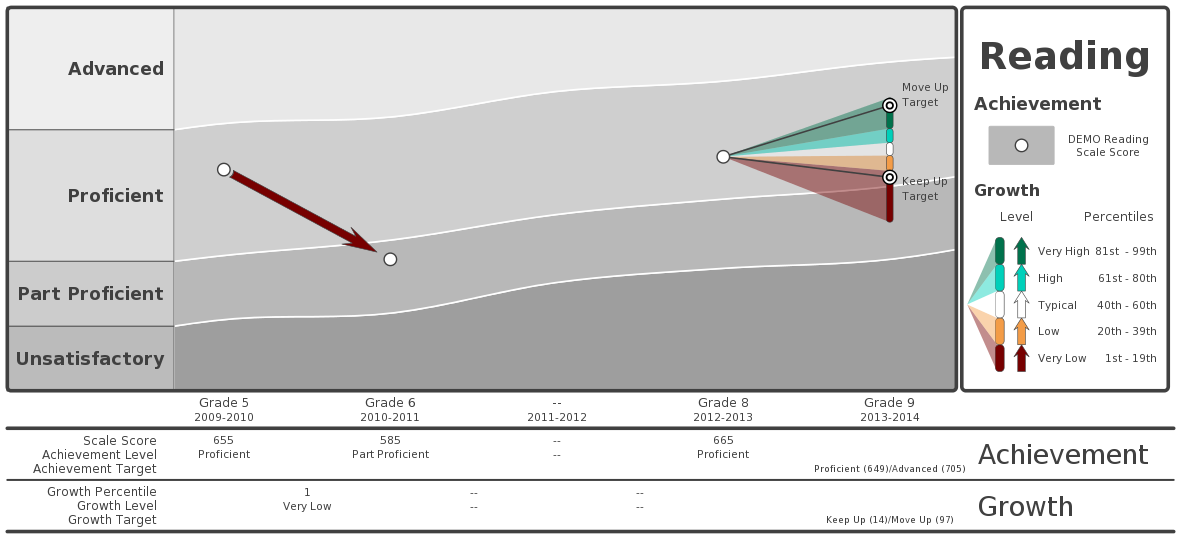 Advanced
Proficient
Part Proficient
Unsatisfactory
Move Up
Target
Keep Up
Target
Reading
Achievement
DEMO Reading
Scale Score
Growth
Level Percentiles
Very High 81st - 99th
High 61st - 80th
Typical 40th - 60th
Low 20th - 39th
Very Low 1st - 19th
Grade 5 Grade 6 -- Grade 8 Grade 9
2009-2010 2010-2011 2011-2012 2012-2013 2013-2014
Scale Score 655 585 -- 665
Achievement Level Proficient Part Proficient -- Proficient
Achievement Target Proficient (649)/Advanced (705)
Achievement
Growth Percentile 1 -- --
Growth Level Very Low -- --
Growth Target Keep Up (14)/Move Up (97)
Growth